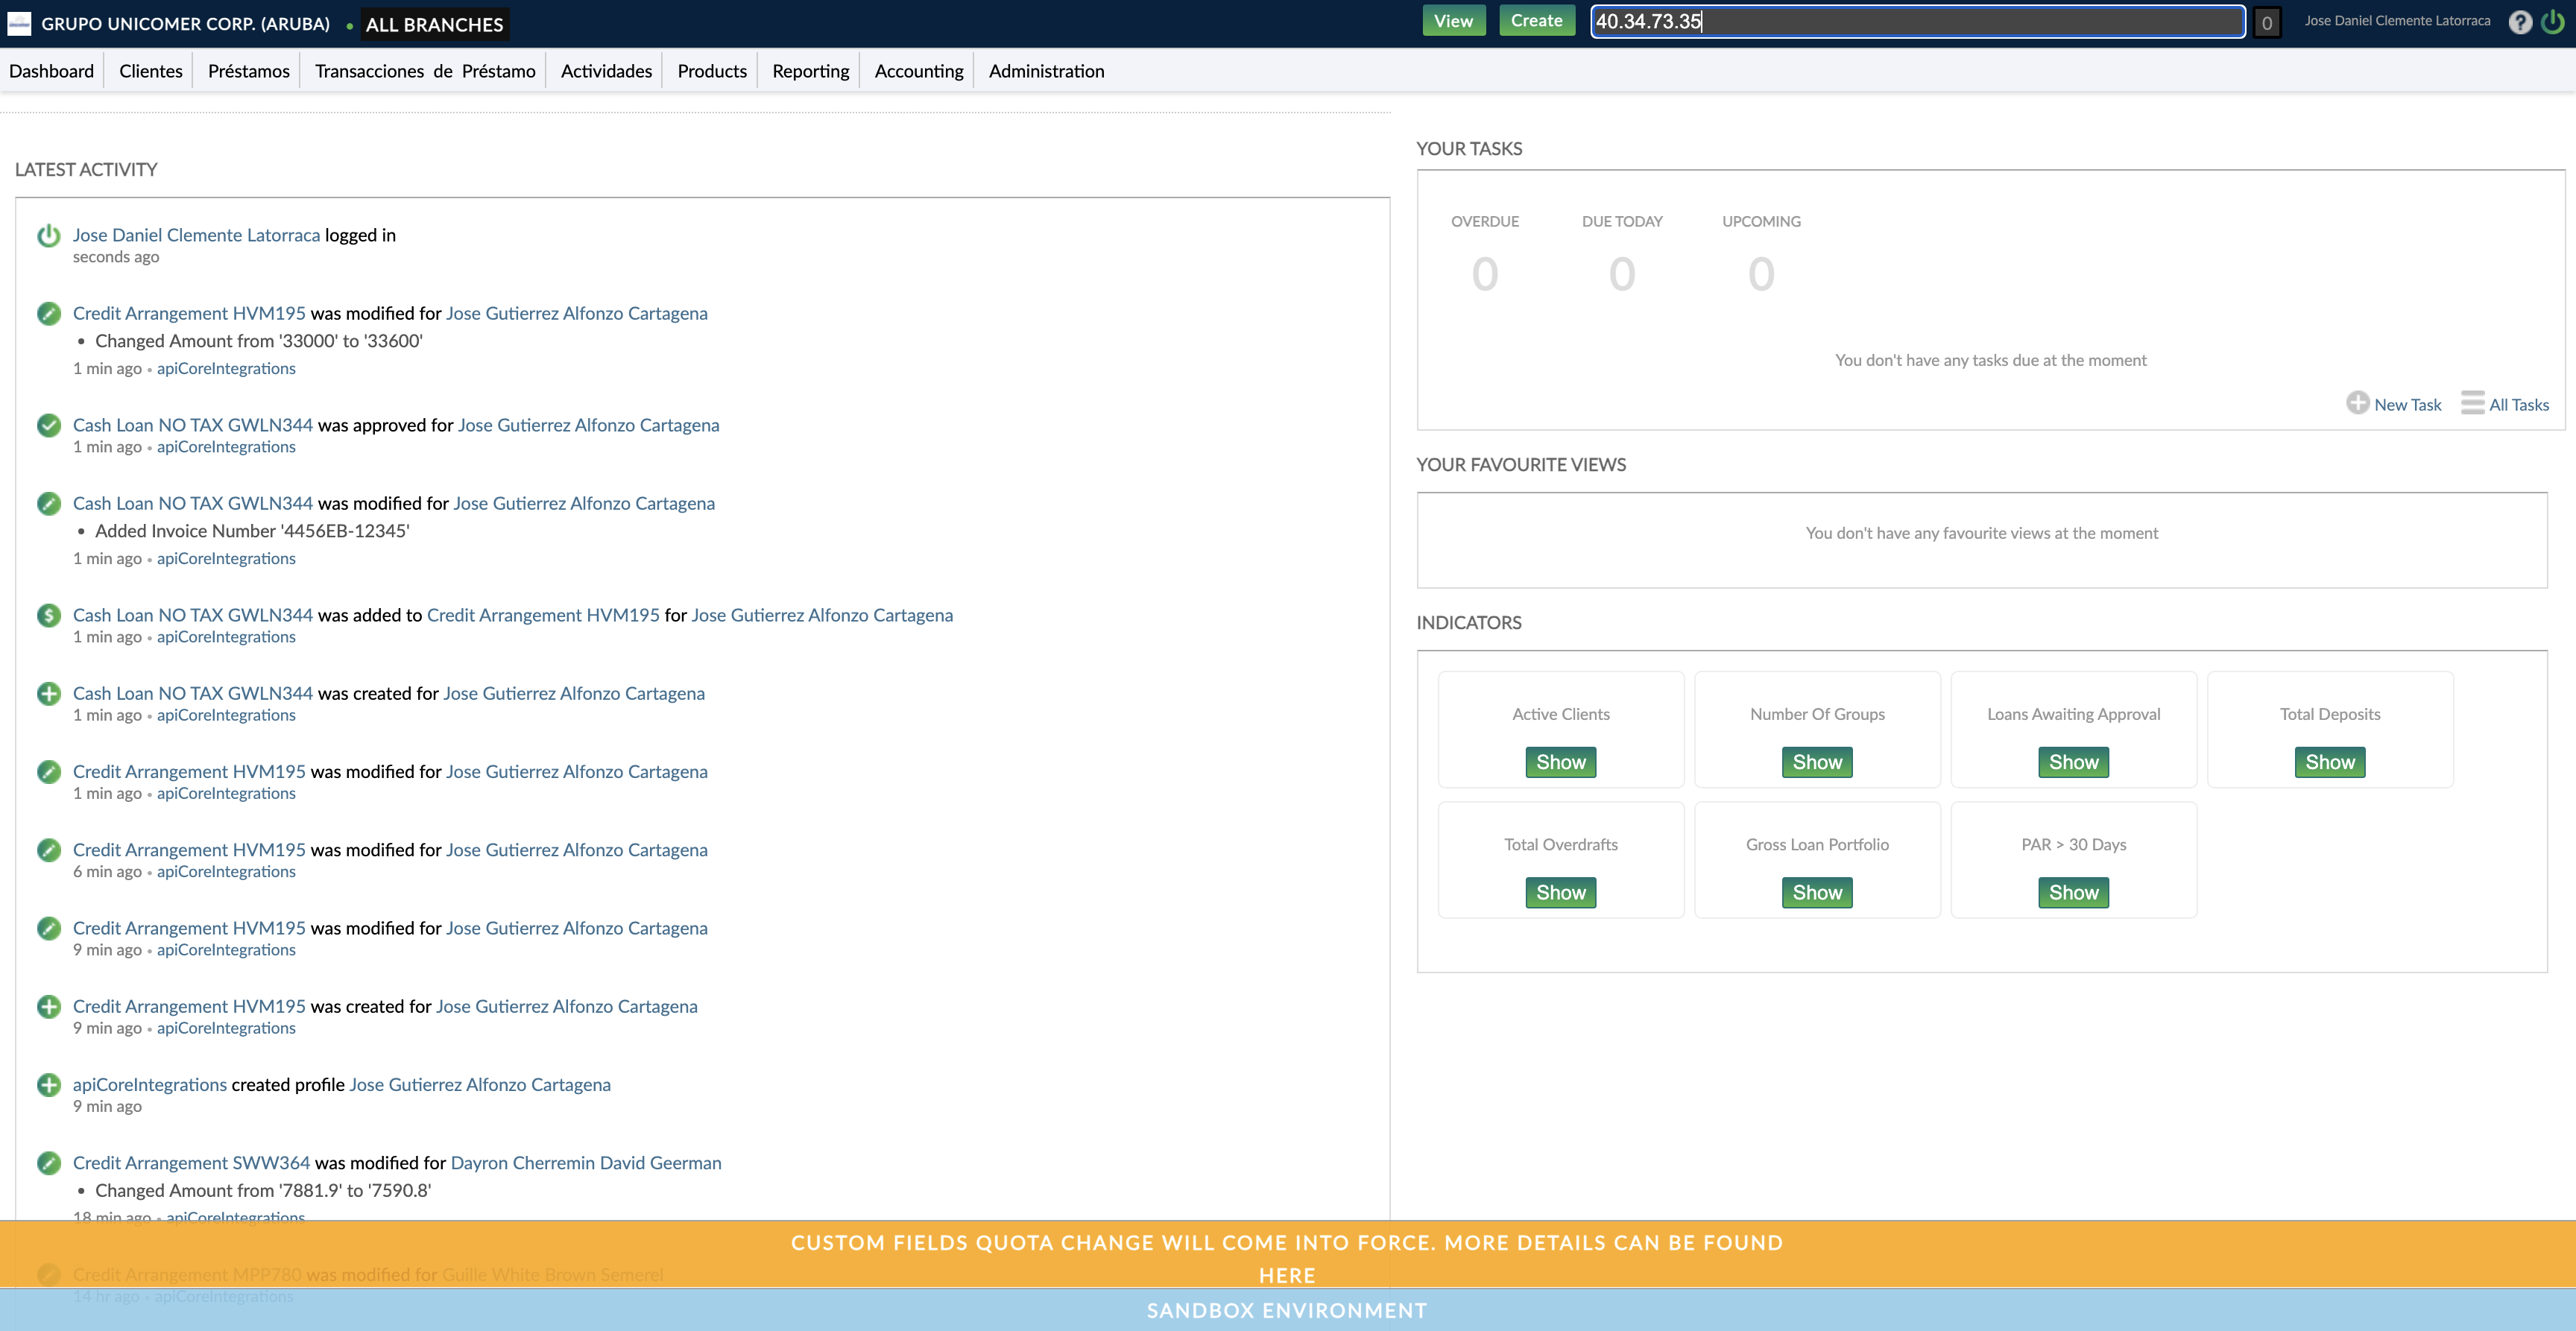 GRUPO UNICOMER CORP. (ARUBA) • ALL BRANCHES
View Create 40.34.73.35 0 Jose Daniel Clemente Latorraca ?
Dashboard Clientes Préstamos Transacciones de Préstamo Actividades Products Reporting Accounting Administration
LATEST ACTIVITY
Jose Daniel Clemente Latorraca logged in
seconds ago
Credit Arrangement HVM195 was modified for Jose Gutierrez Alfonzo Cartagena
• Changed Amount from '33000' to '33600'
1 min ago • apiCoreIntegrations
Cash Loan NO TAX GWLN344 was approved for Jose Gutierrez Alfonzo Cartagena
1 min ago • apiCoreIntegrations
Cash Loan NO TAX GWLN344 was modified for Jose Gutierrez Alfonzo Cartagena
• Added Invoice Number '4456EB-12345'
1 min ago • apiCoreIntegrations
Cash Loan NO TAX GWLN344 was added to Credit Arrangement HVM195 for Jose Gutierrez Alfonzo Cartagena
1 min ago • apiCoreIntegrations
Cash Loan NO TAX GWLN344 was created for Jose Gutierrez Alfonzo Cartagena
1 min ago • apiCoreIntegrations
Credit Arrangement HVM195 was modified for Jose Gutierrez Alfonzo Cartagena
1 min ago • apiCoreIntegrations
Credit Arrangement HVM195 was modified for Jose Gutierrez Alfonzo Cartagena
6 min ago • apiCoreIntegrations
Credit Arrangement HVM195 was modified for Jose Gutierrez Alfonzo Cartagena
9 min ago • apiCoreIntegrations
Credit Arrangement HVM195 was created for Jose Gutierrez Alfonzo Cartagena
9 min ago • apiCoreIntegrations
apiCoreIntegrations created profile Jose Gutierrez Alfonzo Cartagena
9 min ago
Credit Arrangement SWW364 was modified for Dayron Cherremin David Geerman
• Changed Amount from '7881.9' to '7590.8'
18 min ago • apiCoreIntegrations
Credit Arrangement MPP780 was modified for Guille White Brown Semerel
14 hr ago • apiCoreIntegrations
YOUR TASKS
OVERDUE DUE TODAY UPCOMING
0 0 0
You don't have any tasks due at the moment
New Task All Tasks
YOUR FAVOURITE VIEWS
You don't have any favourite views at the moment
INDICATORS
Active Clients Number Of Groups Loans Awaiting Approval Total Deposits
Show Show Show Show
Total Overdrafts Gross Loan Portfolio PAR > 30 Days
Show Show Show
CUSTOM FIELDS QUOTA CHANGE WILL COME INTO FORCE. MORE DETAILS CAN BE FOUND
HERE
SANDBOX ENVIRONMENT